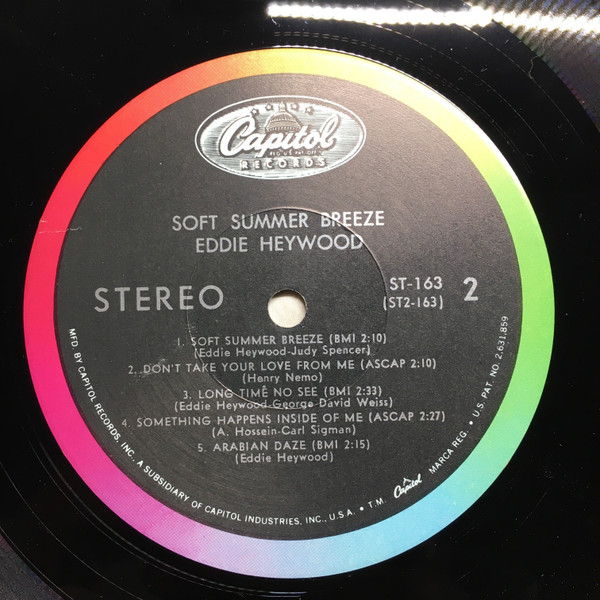 Capitol
RECORDS
SOFT SUMMER BREEZE
EDDIE HEYWOOD
STEREO
ST-163
(ST2-163)
2
1. SOFT SUMMER BREEZE (BMI 2:10)
(Eddie Heywood-Judy Spencer)
2. DON'T TAKE YOUR LOVE FROM ME (ASCAP 2:10)
(Henry Nemo)
3. LONG TIME NO SEE (BMI 2:33)
(Eddie Heywood-George David Weiss)
4. SOMETHING HAPPENS INSIDE OF ME (ASCAP 2:27)
(A. Hossein-Carl Sigman)
5. ARABIAN DAZE (BMI 2:15)
(Eddie Heywood)
MFD. BY CAPITOL RECORDS, INC., A SUBSIDIARY OF CAPITOL INDUSTRIES, INC., U.S.A. • T.M. Capitol MARCA REG. • U.S. PAT. NO. 2,631,859